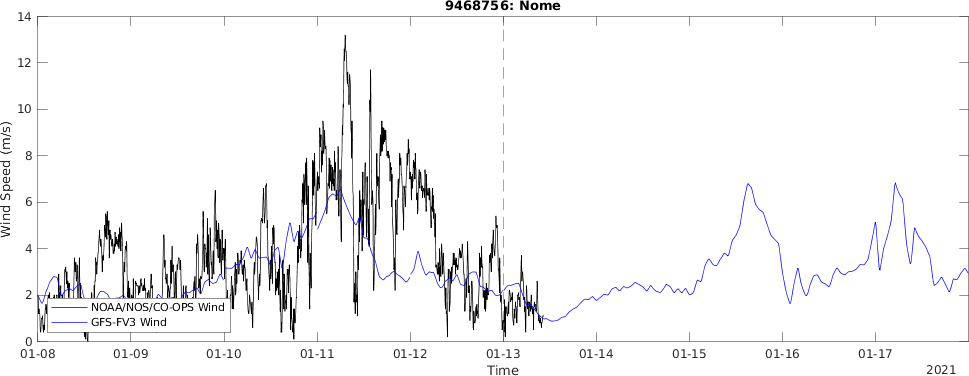 9468756: Nome
14
12
10
8
6
4
2
0
Wind Speed (m/s)
NOAA/NOS/CO-OPS Wind
GFS-FV3 Wind
01-08 01-09 01-10 01-11 01-12 01-13 01-14 01-15 01-16 01-17
Time
2021